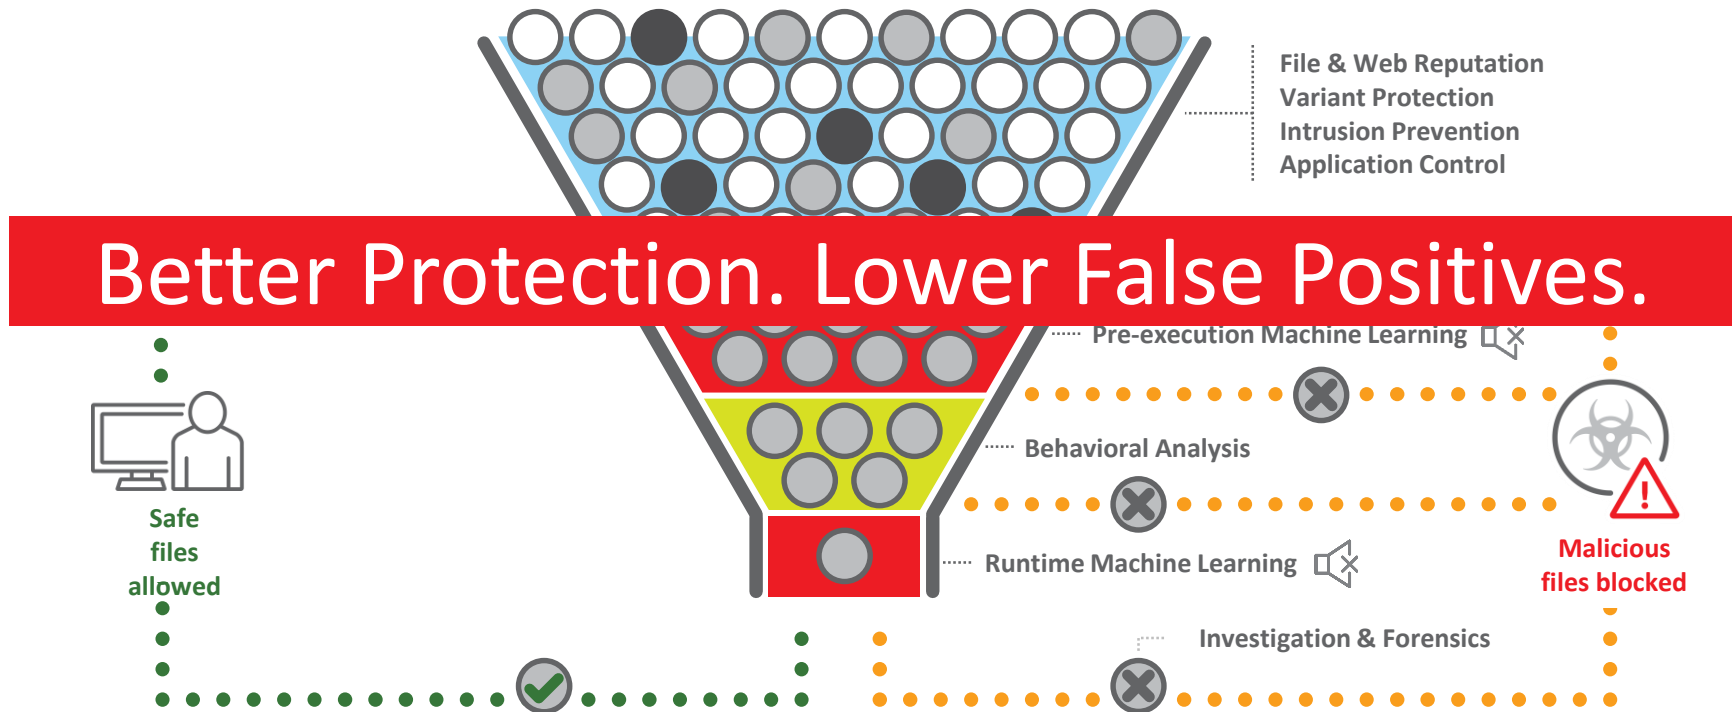 File & Web Reputation
Variant Protection
Intrusion Prevention
Application Control
Better Protection. Lower False Positives.
Pre-execution Machine Learning
Behavioral Analysis
Safe
files
allowed
Runtime Machine Learning
Malicious
files blocked
Investigation & Forensics